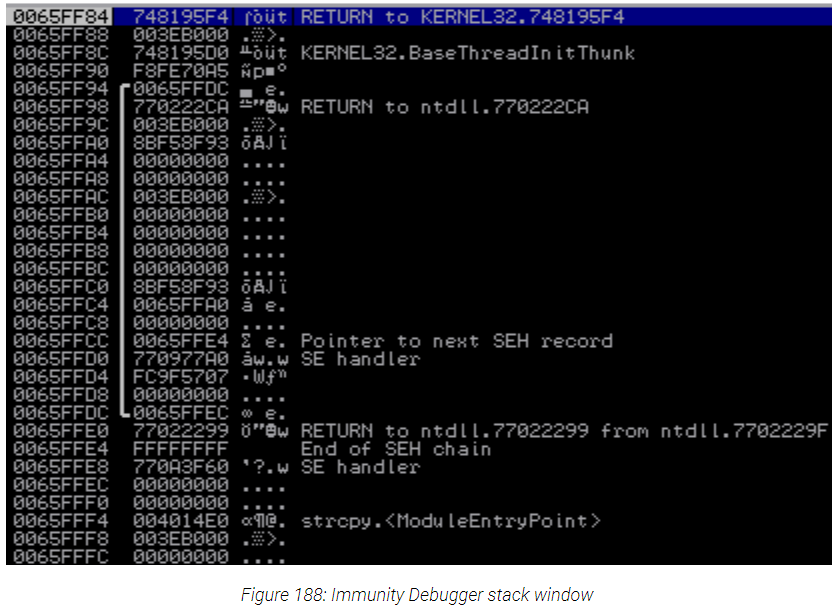 0065FF84 748195F4 ⌠òüt RETURN to KERNEL32.748195F4
0065FF88 003EB000 .░>.
0065FF8C 748195D0 ╨òüt KERNEL32.BaseThreadInitThunk
0065FF90 F8FE70A5 Ñp■°
0065FF94 0065FFDC ▄ e.
0065FF98 770222CA ╩"☻w RETURN to ntdll.770222CA
0065FF9C 003EB000 .░>.
0065FFA0 8BF58F93
0065FFA4 00000000 ....
0065FFA8 00000000 ....
0065FFAC 003EB000 .░>.
0065FFB0 00000000 ....
0065FFB4 00000000 ....
0065FFB8 00000000 ....
0065FFBC 00000000 ....
0065FFC0 8BF58F93
0065FFC4 0065FFA0 á e.
0065FFC8 00000000 ....
0065FFCC 0065FFE4 Σ e. Pointer to next SEH record
0065FFD0 770977A0 áw.w SE handler
0065FFD4 FC9F5707 •Wƒⁿ
0065FFD8 00000000 ....
0065FFDC 0065FFEC ∞ e.
0065FFE0 77022299 Ö"☻w RETURN to ntdll.77022299 from ntdll.7702229F
0065FFE4 FFFFFFFF End of SEH chain
0065FFE8 770A3F60 `?.w SE handler
0065FFEC 00000000 ....
0065FFF0 00000000 ....
0065FFF4 004014E0 α¶@. strcpy.<ModuleEntryPoint>
0065FFF8 003EB000 .░>.
0065FFFC 00000000 ....
Figure 188: Immunity Debugger stack window